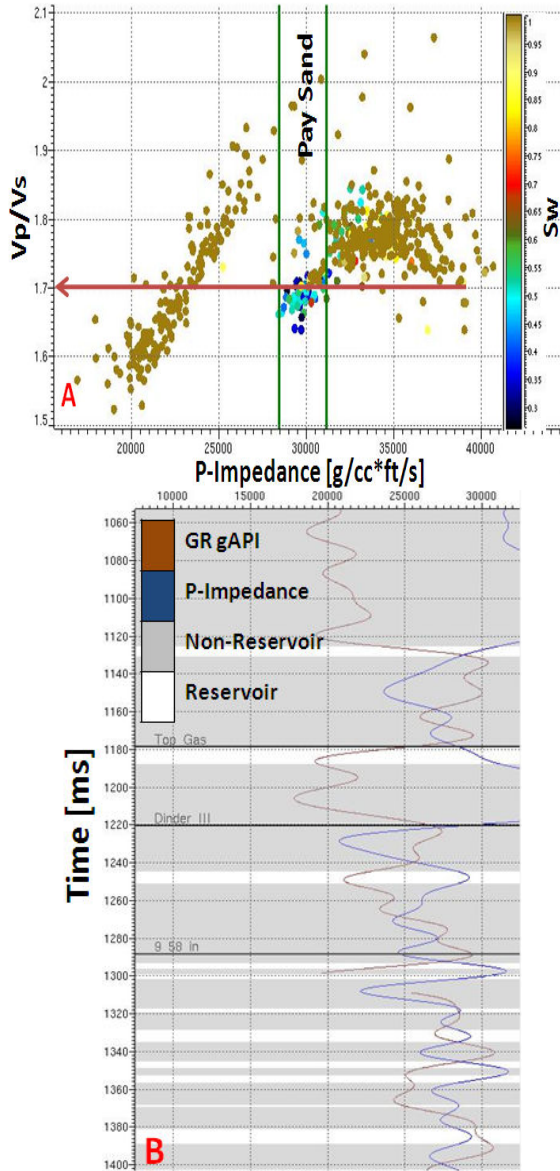 2.1
2
1.9
1.8
1.7
1.6
1.5
Vp/Vs
Pay Sand
A
1
0.95
0.9
0.85
0.8
0.75
0.7
0.65
0.6
0.55
0.5
0.45
0.4
0.35
0.3
Sw
20000 25000 30000 35000 40000
P-Impedance [g/cc*ft/s]
10000 15000 20000 25000 30000
GR gAPI
P-Impedance
Non-Reservoir
Reservoir
Time [ms]
1060
1080
1100
1120
1140
1160
Top Gas
1180
1200
Dinder III
1220
1240
1260
1280
9 58 in
1300
1320
1340
1360
1380
1400
B